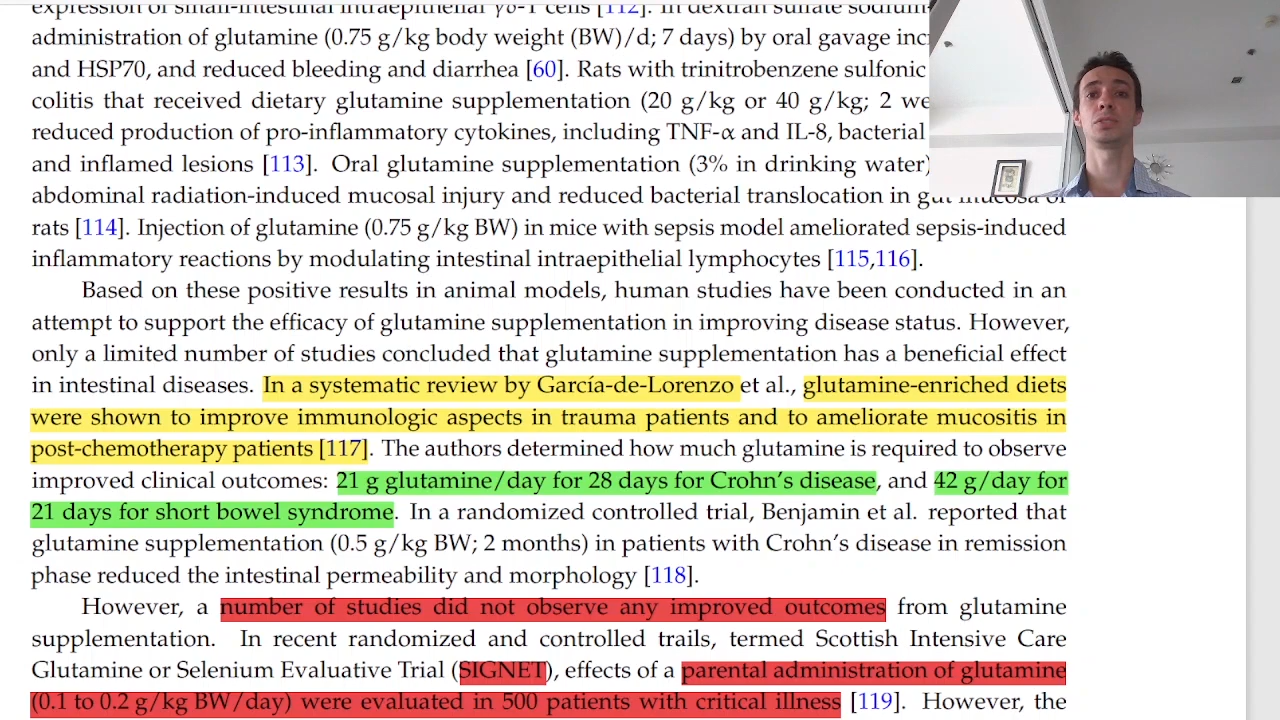 expression of small-intestinal intraepithelial γδ-T cells [112]. In dextran sulfate sodium-
administration of glutamine (0.75 g/kg body weight (BW)/d; 7 days) by oral gavage
and HSP70, and reduced bleeding and diarrhea [60]. Rats with trinitrobenzene sulfonic
colitis that received dietary glutamine supplementation (20 g/kg or 40 g/kg; 2
reduced production of pro-inflammatory cytokines, including TNF-α and IL-8, bacterial
and inflamed lesions [113]. Oral glutamine supplementation (3% in drinking water)
abdominal radiation-induced mucosal injury and reduced bacterial translocation in gut mucosa of
rats [114]. Injection of glutamine (0.75 g/kg BW) in mice with sepsis model ameliorated sepsis-induced
inflammatory reactions by modulating intestinal intraepithelial lymphocytes [115,116].
Based on these positive results in animal models, human studies have been conducted in an
attempt to support the efficacy of glutamine supplementation in improving disease status. However,
only a limited number of studies concluded that glutamine supplementation has a beneficial effect
in intestinal diseases. In a systematic review by García-de-Lorenzo et al., glutamine-enriched diets
were shown to improve immunologic aspects in trauma patients and to ameliorate mucositis in
post-chemotherapy patients [117]. The authors determined how much glutamine is required to observe
improved clinical outcomes: 21 g glutamine/day for 28 days for Crohn's disease, and 42 g/day for
21 days for short bowel syndrome. In a randomized controlled trial, Benjamin et al. reported that
glutamine supplementation (0.5 g/kg BW; 2 months) in patients with Crohn's disease in remission
phase reduced the intestinal permeability and morphology [118].
However, a number of studies did not observe any improved outcomes from glutamine
supplementation. In recent randomized and controlled trails, termed Scottish Intensive Care
Glutamine or Selenium Evaluative Trial (SIGNET), effects of a parental administration of glutamine
(0.1 to 0.2 g/kg BW/day) were evaluated in 500 patients with critical illness [119]. However, the